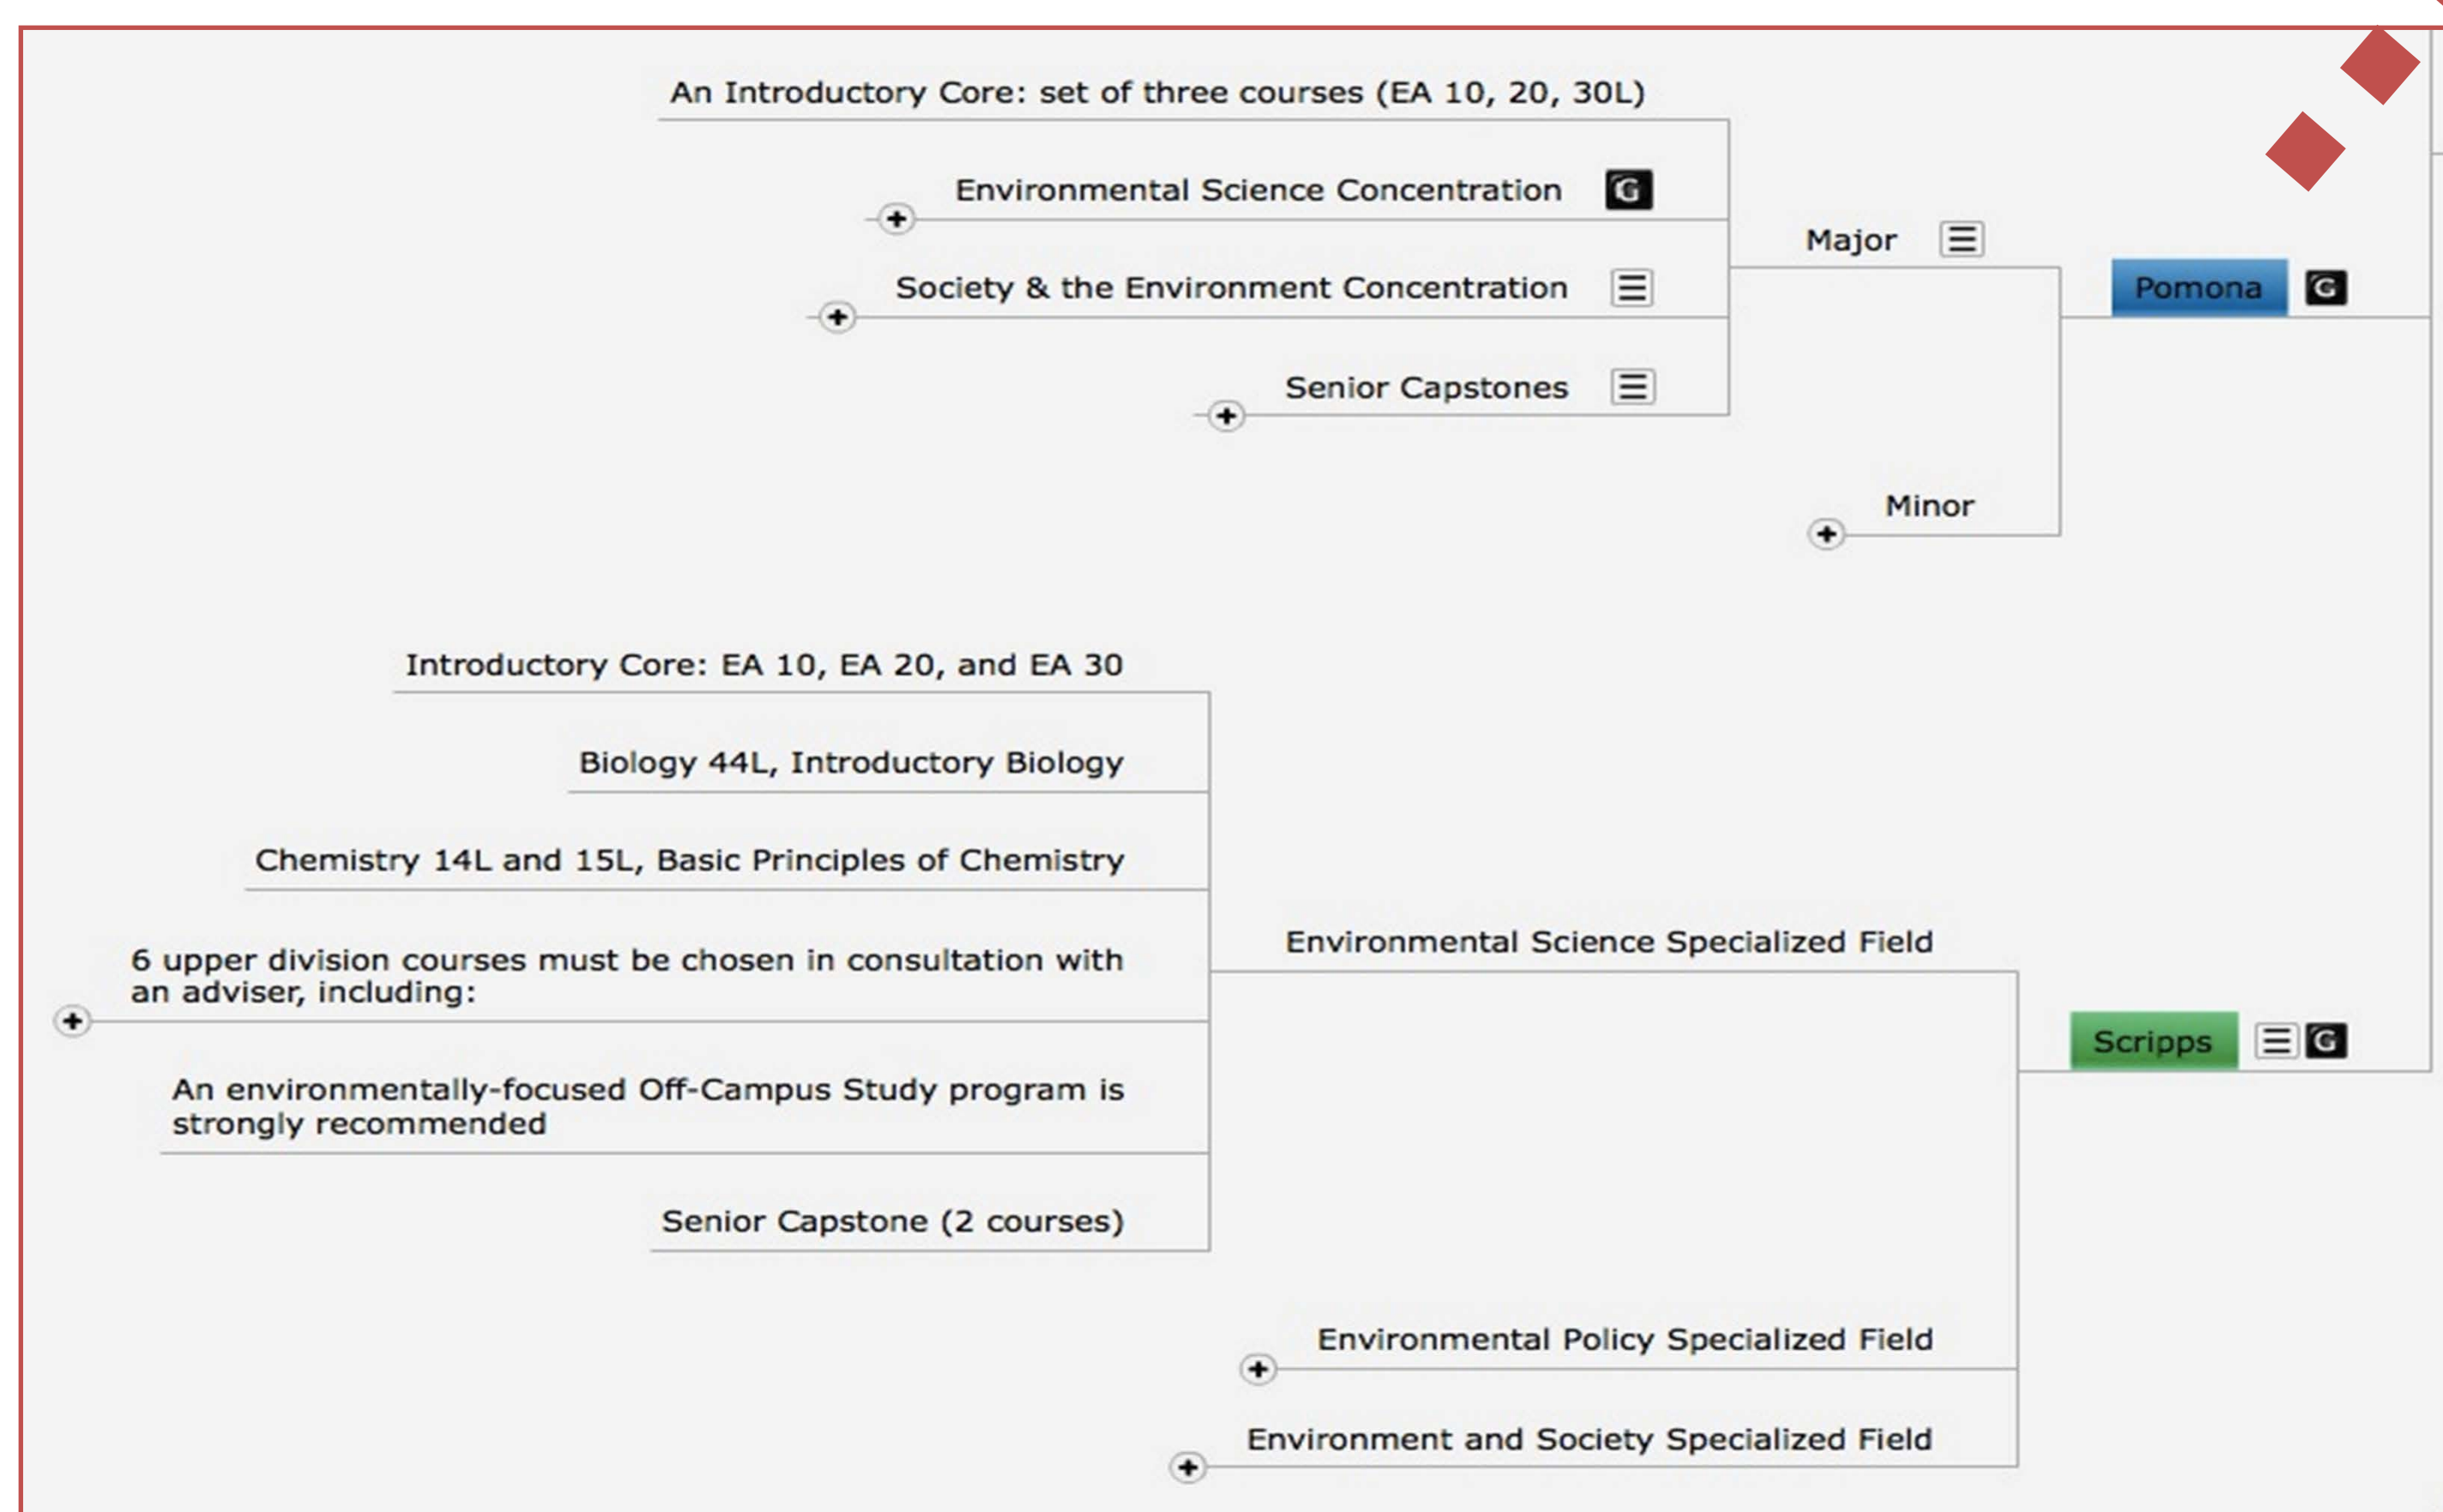 An Introductory Core: set of three courses (EA 10, 20, 30L)
Environmental Science Concentration
G
Society & the Environment Concentration
Senior Capstones
Major
Pomona
G
Minor
Introductory Core: EA 10, EA 20, and EA 30
Biology 44L, Introductory Biology
Chemistry 14L and 15L, Basic Principles of Chemistry
6 upper division courses must be chosen in consultation with
an adviser, including:
An environmentally-focused Off-Campus Study program is
strongly recommended
Senior Capstone (2 courses)
Environmental Science Specialized Field
Scripps
G
Environmental Policy Specialized Field
Environment and Society Specialized Field